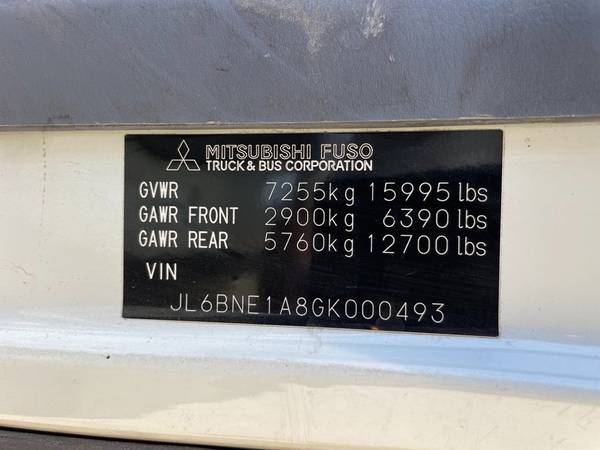 MITSUBISHI FUSO
TRUCK & BUS CORPORATION
GVWR 7255kg 15995lbs
GAWR FRONT 2900kg 6390lbs
GAWR REAR 5760kg 12700lbs
VIN
JL6BNE1A8GK000493